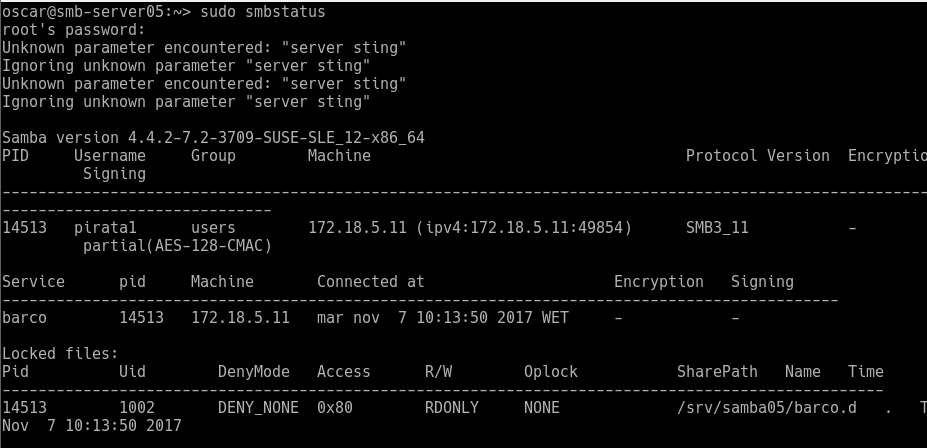 oscar@smb-server05:~> sudo smbstatus
root's password:
Unknown parameter encountered: "server sting"
Ignoring unknown parameter "server sting"
Unknown parameter encountered: "server sting"
Ignoring unknown parameter "server sting"
Samba version 4.4.2-7.2-3709-SUSE-SLE_12-x86_64
PID     Username     Group        Machine                                   Protocol Version  Encryptio
         Signing
-------------------------------------------------------------------------------------------------------
------------------------------
14513   pirata1      users        172.18.5.11 (ipv4:172.18.5.11:49854)      SMB3_11           -
         partial(AES-128-CMAC)
Service      pid     Machine       Connected at                     Encryption   Signing
---------------------------------------------------------------------------------------------
barco        14513   172.18.5.11   mar nov  7 10:13:50 2017 WET     -            -
Locked files:
Pid          Uid        DenyMode   Access      R/W        Oplock           SharePath   Name   Time
--------------------------------------------------------------------------------------------------
14513        1002       DENY_NONE  0x80        RDONLY     NONE             /srv/samba05/barco.d   .   T
Nov  7 10:13:50 2017